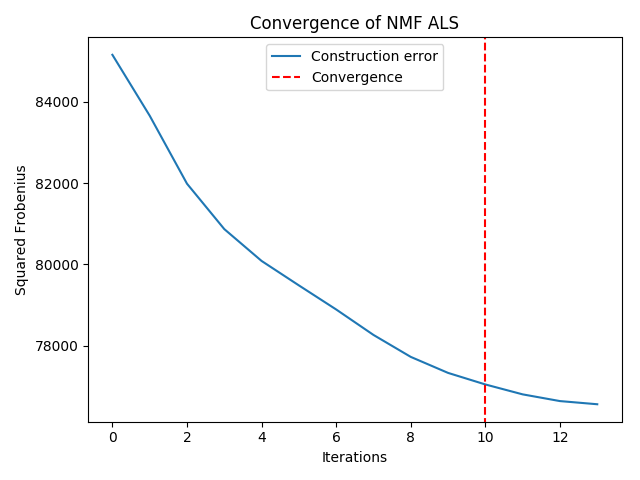 Convergence of NMF ALS
Construction error
Convergence
84000
82000
80000
78000
Squared Frobenius
0 2 4 6 8 10 12
Iterations